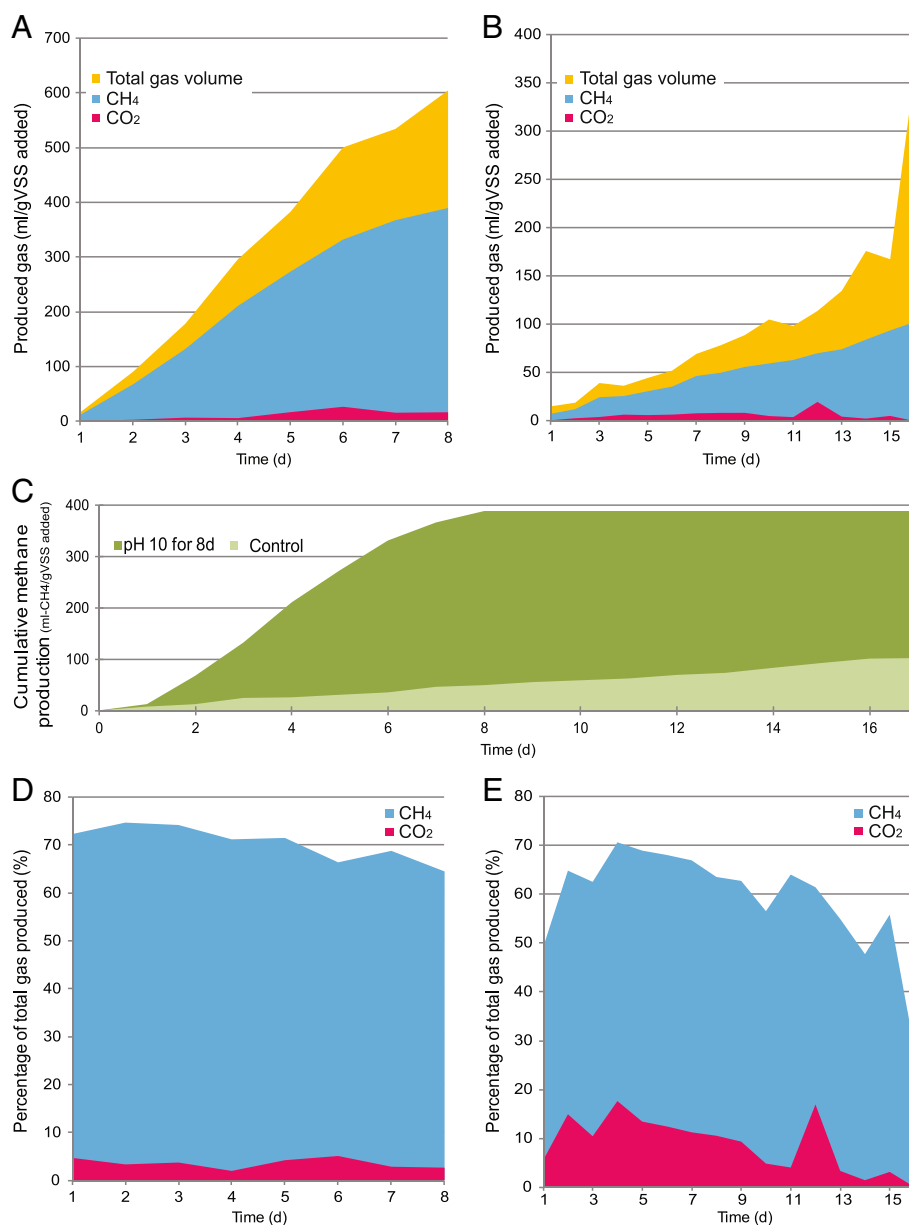 A
Produced gas (ml/gVSS added)
700
600
500
400
300
200
100
0
Total gas volume
CH₄
CO₂
1 2 3 4 5 6 7 8
Time (d)
B
Produced gas (ml/gVSS added)
400
350
300
250
200
150
100
50
0
Total gas volume
CH₄
CO₂
1 3 5 7 9 11 13 15
Time (d)
C
Cumulative methane
production (ml-CH4/gVSS added)
400
300
200
100
0
pH 10 for 8d Control
0 2 4 6 8 10 12 14 16
Time (d)
D
Percentage of total gas produced (%)
80
70
60
50
40
30
20
10
0
CH₄
CO₂
1 2 3 4 5 6 7 8
Time (d)
E
Percentage of total gas produced (%)
80
70
60
50
40
30
20
10
0
CH₄
CO₂
1 3 5 7 9 11 13 15
Time (d)